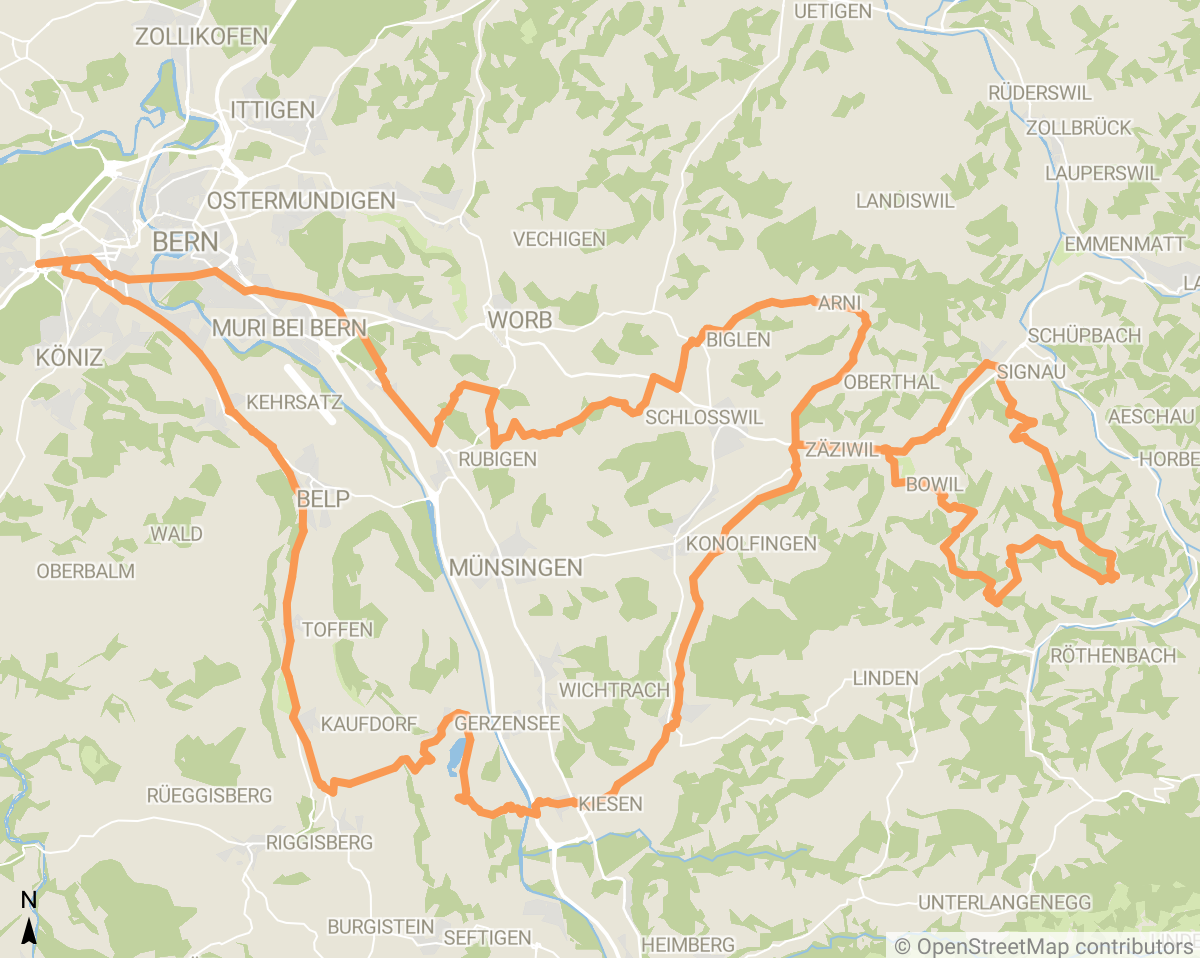 UETIGEN
ZOLLIKOFEN
RÜDERSWIL
ITTIGEN
ZOLLBRÜCK
LAUPERSWIL
OSTERMUNDIGEN
LANDISWIL
BERN
VECHIGEN
EMMENMATT
LA
ARNI
WORB
MURI BEI BERN
BIGLEN
SCHÜPBACH
KÖNIZ
SIGNAU
OBERTHAL
KEHRSATZ
SCHLOSSWIL
AESCHAU
ZÄZIWIL
RUBIGEN
HORBE
BOWIL
BELP
WALD
KONOLFINGEN
MÜNSINGEN
OBERBALM
TOFFEN
RÖTHENBACH
LINDEN
WICHTRACH
KAUFDORF
GERZENSEE
RÜEGGISBERG
KIESEN
RIGGISBERG
N
UNTERLANGENEGG
BURGISTEIN
SEFTIGEN
HEIMBERG
© OpenStreetMap contributors